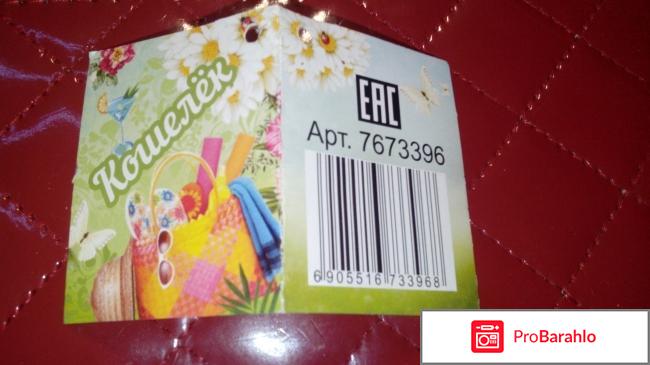 Кошелёк
EAC
Арт. 7673396
6 905516 733968
ProBarahlo